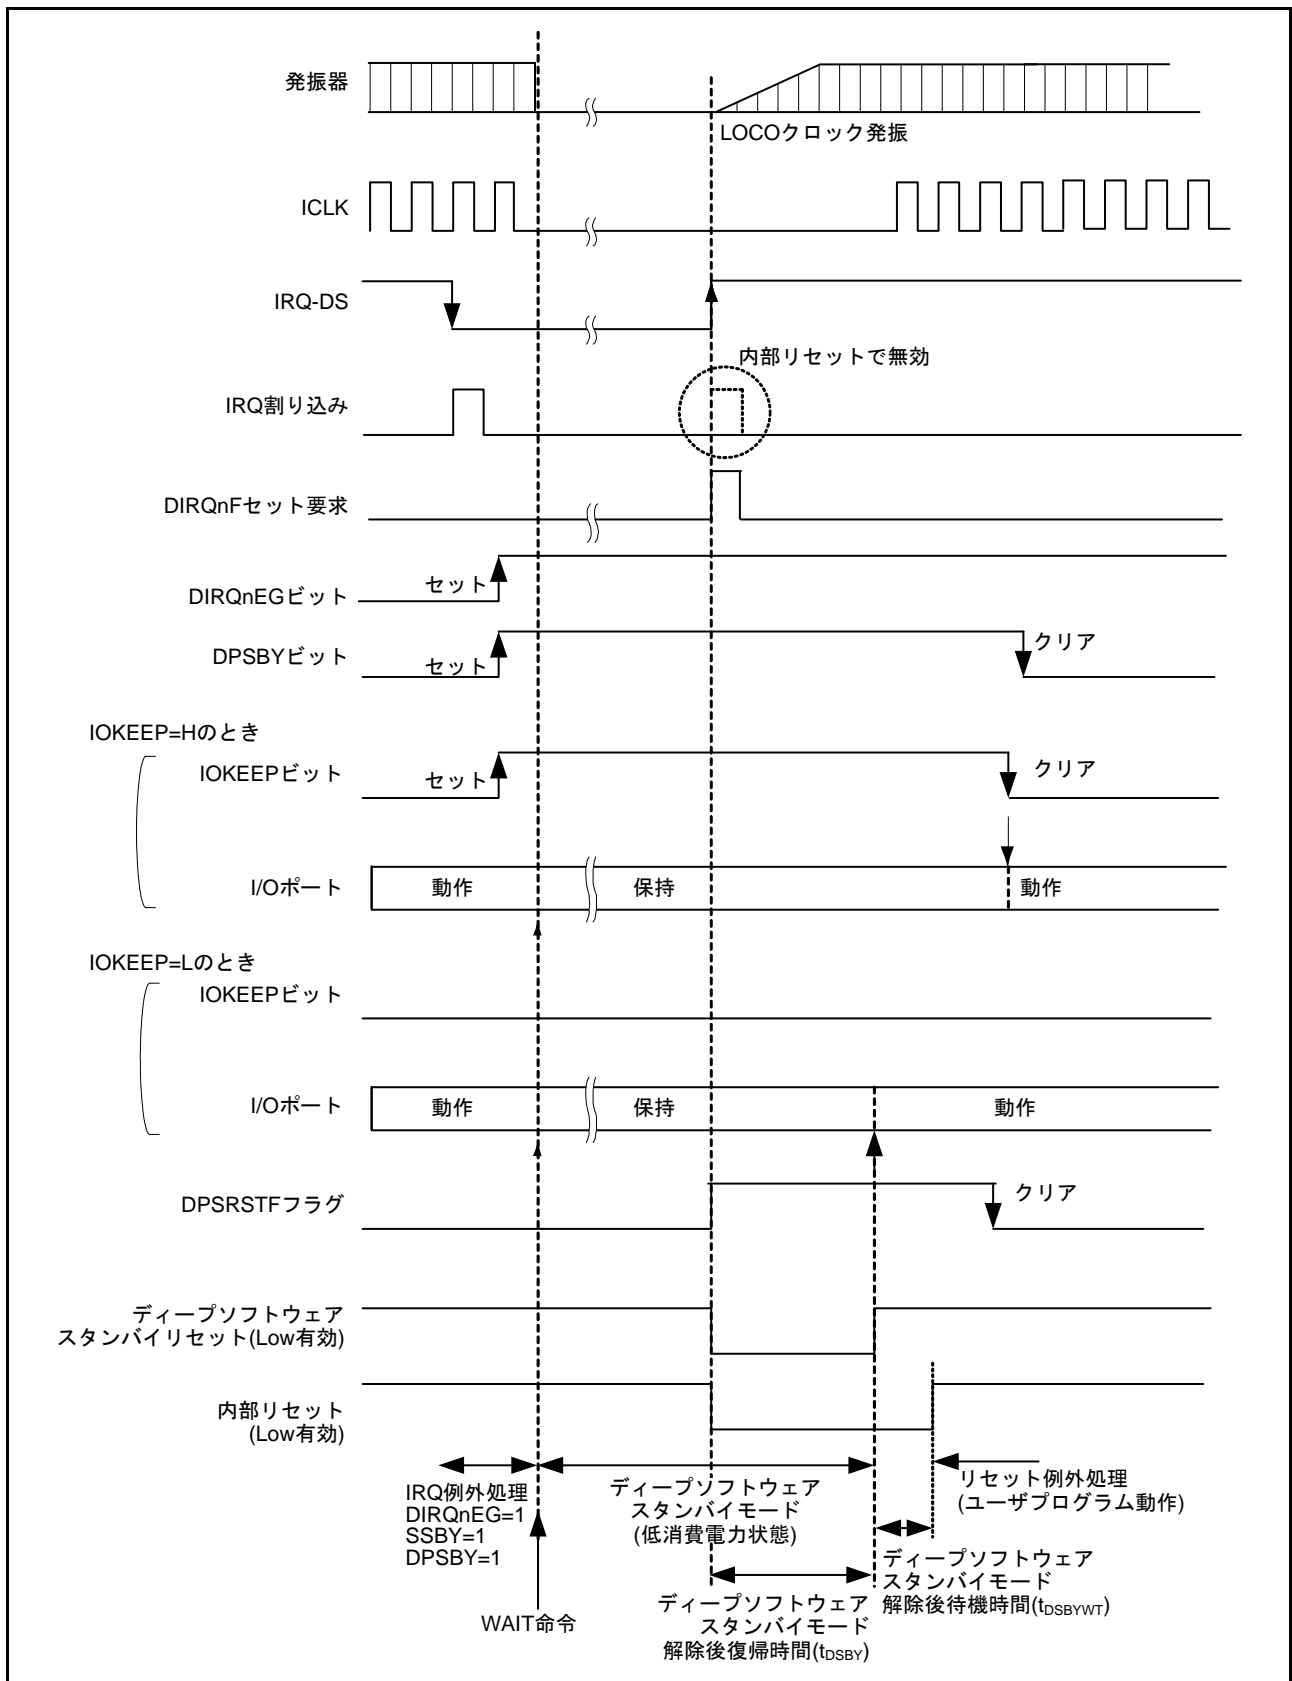 発振器
LOCOクロック発振
ICLK
IRQ-DS
内部リセットで無効
IRQ割り込み
DIRQnFセット要求
DIRQnEGビット
セット
DPSBYビット
セット
クリア
IOKEEP=Hのとき
IOKEEPビット
セット
クリア
I/Oポート
動作
保持
動作
IOKEEP=Lのとき
IOKEEPビット
I/Oポート
動作
保持
動作
DPSRSTFフラグ
クリア
ディープソフトウェア
スタンバイリセット(Low有効)
内部リセット
(Low有効)
IRQ例外処理
DIRQnEG=1
SSBY=1
DPSBY=1
ディープソフトウェア
スタンバイモード
(低消費電力状態)
リセット例外処理
(ユーザプログラム動作)
ディープソフトウェア
スタンバイモード
解除後待機時間(tDSBYWT)
ディープソフトウェア
スタンバイモード
解除後復帰時間(tDSBY)
WAIT命令